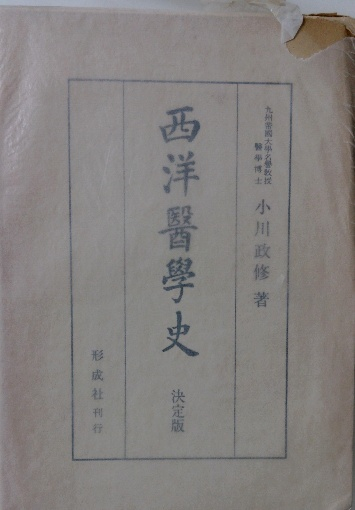 九州帝國大學名譽教授
醫學博士
小川政修著
西洋醫學史
決定版
形成社刊行